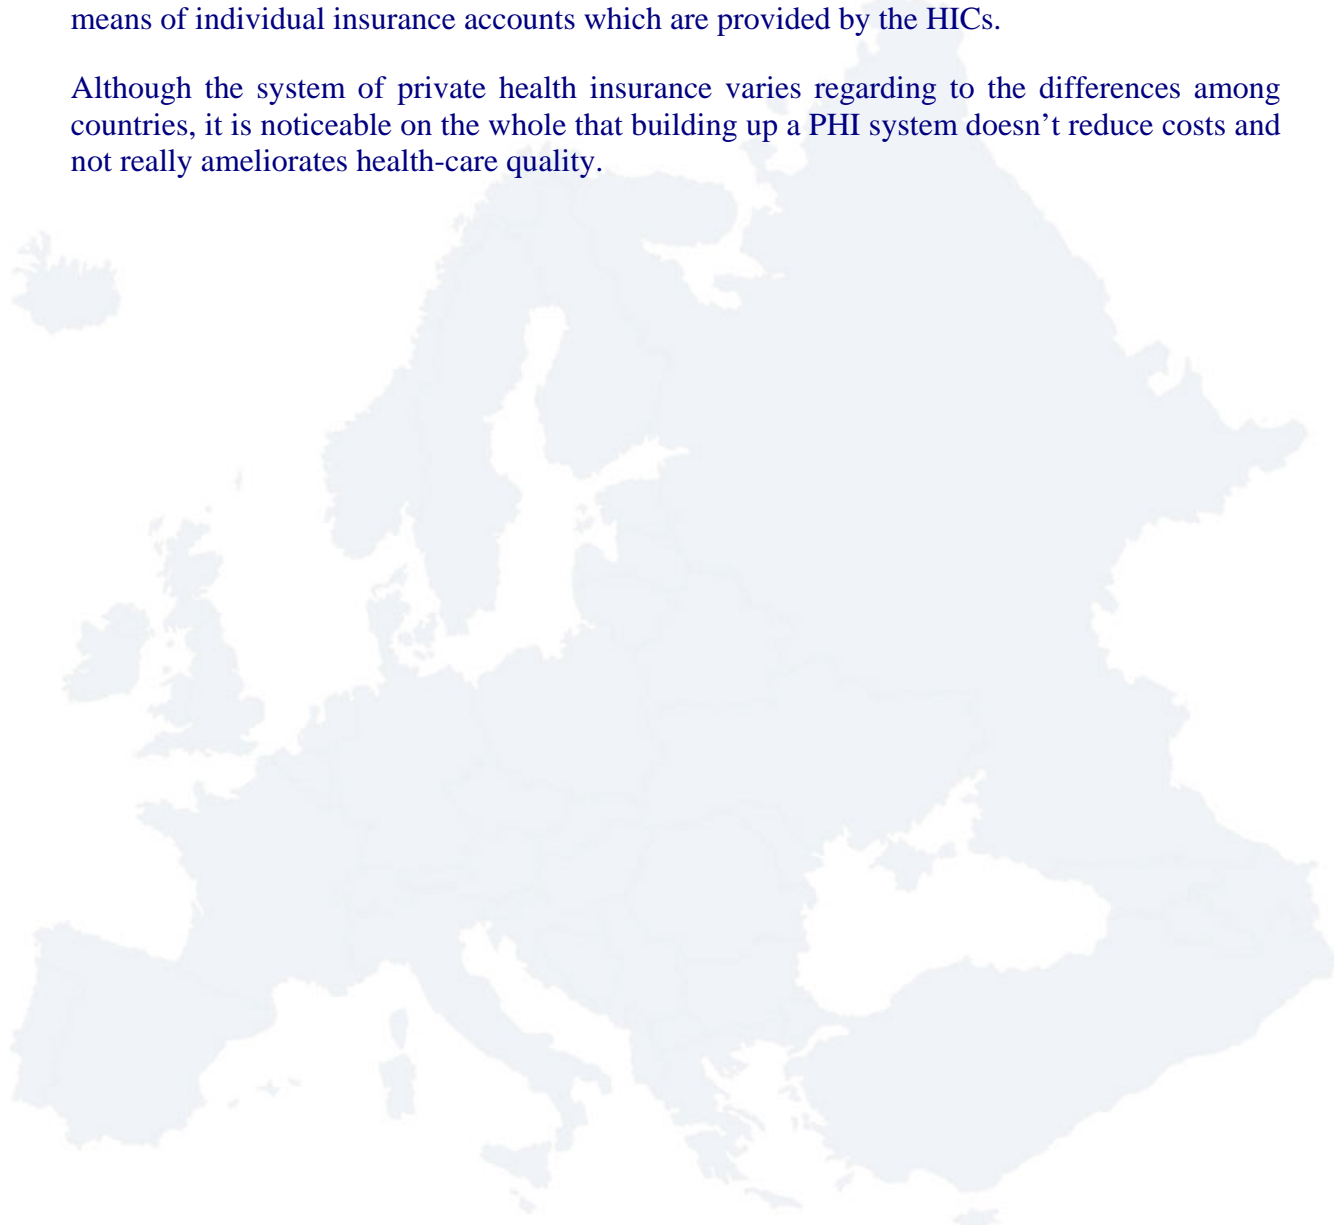 means of individual insurance accounts which are provided by the HICs.
Although the system of private health insurance varies regarding to the differences among
countries, it is noticeable on the whole that building up a PHI system doesn’t reduce costs and
not really ameliorates health-care quality.